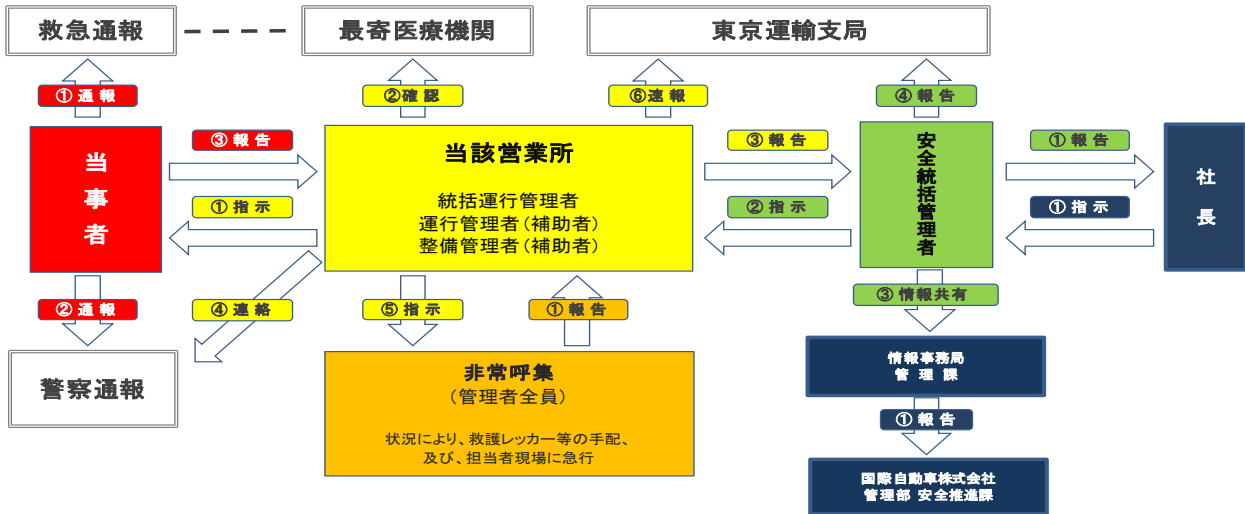 救急通報
最寄医療機関
東京運輸支局
①通報
②確認
⑥速報
④報告
当事者
③報告
①指示
当該営業所
統括運行管理者
運行管理者（補助者）
整備管理者（補助者）
③報告
②指示
安全統括管理者
①報告
①指示
社長
②通報
④連絡
⑤指示
①報告
③情報共有
警察通報
非常呼集
（管理者全員）
状況により、救護レッカー等の手配、
及び、担当者現場に急行
情報事務局
管 理 課
①報告
国際自動車株式会社
管理部 安全推進課